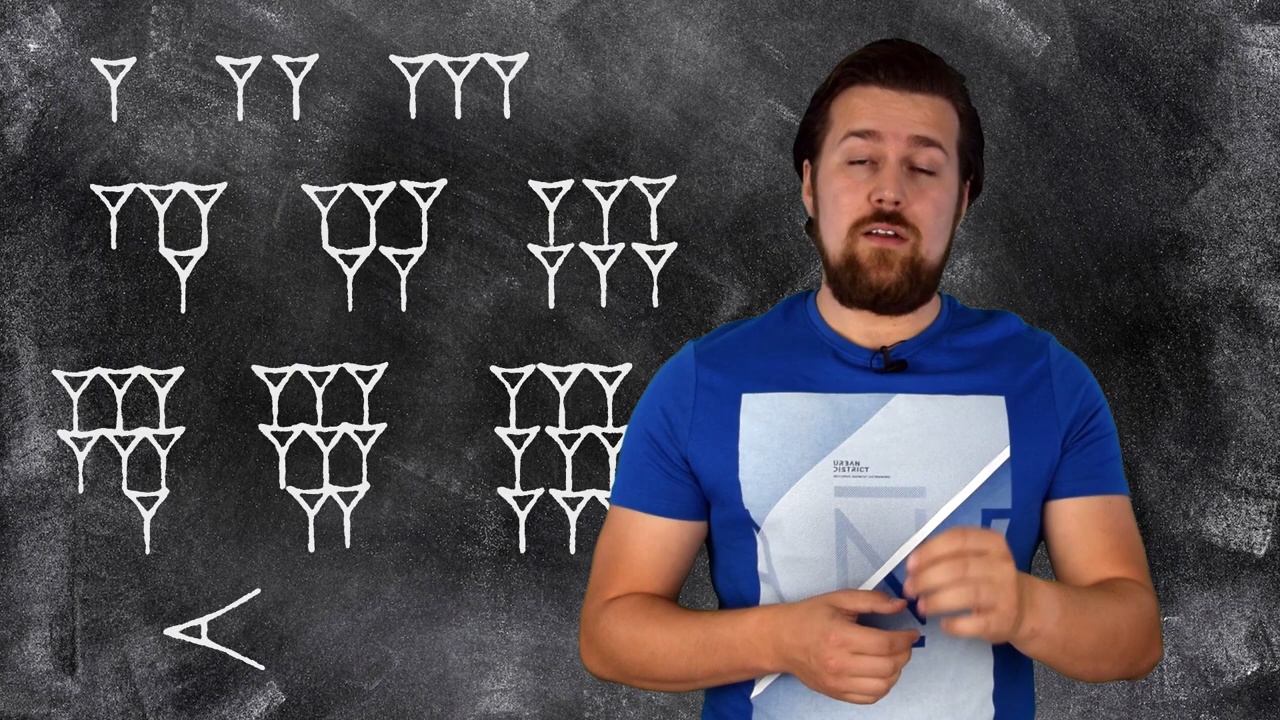 𒐕 𒐖 𒐗
𒐘 𒐙 𒐚
𒐛 𒐜 𒐝
𒌋
URBAN
DISTRICT